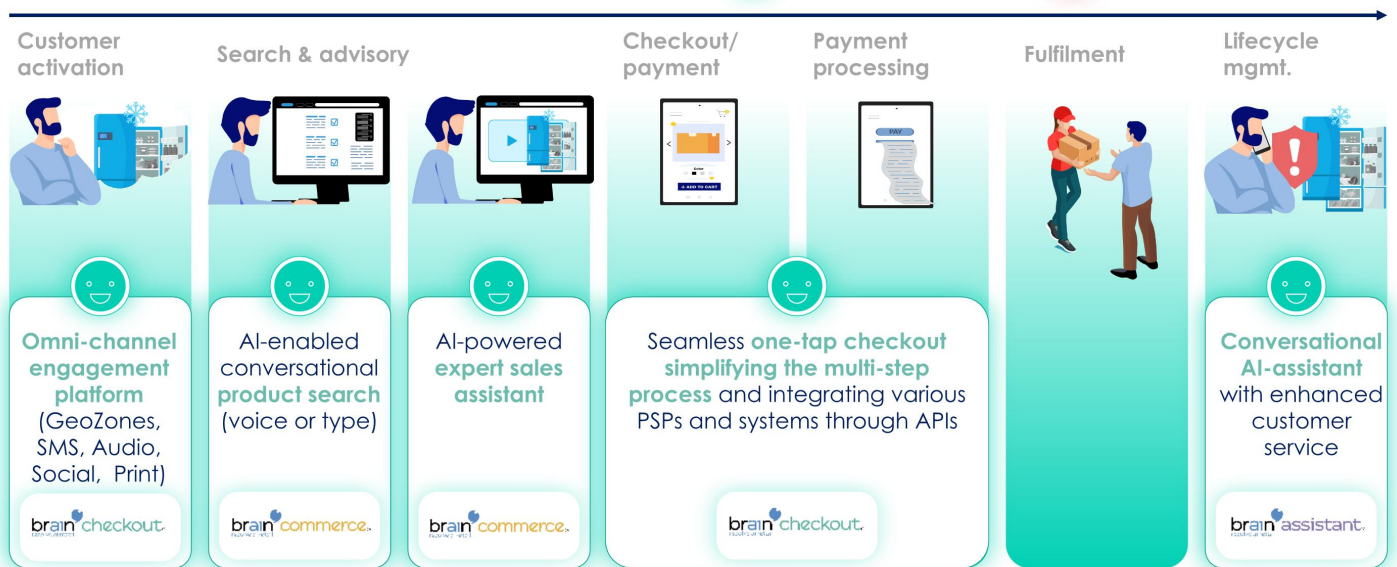 Customer
activation
Search & advisory
Checkout/
payment
Payment
processing
Fulfilment
Lifecycle
mgmt.
ADD TO CART
PAY
Omni-channel
engagement
platform
(GeoZones,
SMS, Audio,
Social, Print)
brain checkout
AI-enabled
conversational
product search
(voice or type)
brain commerce
AI-powered
expert sales
assistant
brain commerce
Seamless one-tap checkout
simplifying the multi-step
process and integrating various
PSPs and systems through APIs
brain checkout
Conversational
AI-assistant
with enhanced
customer
service
brain assistant